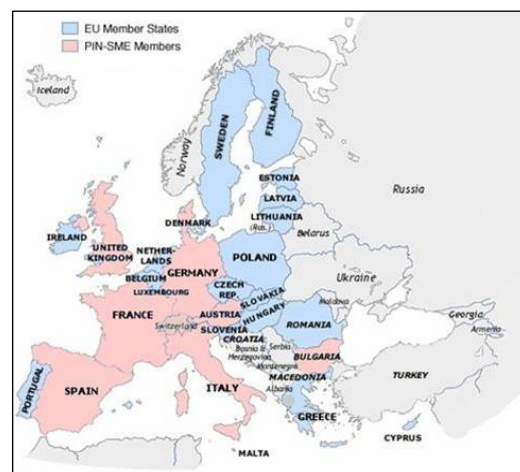 EU Member States
PIN-SME Members
Iceland
Norway
SWEDEN
FINLAND
Russia
ESTONIA
LATVIA
LITHUANIA
(Rus.)
Belarus
DENMARK
IRELAND
UNITED
KINGDOM
NETHER-
LANDS
BELGIUM
LUXEMBOURG
GERMANY
POLAND
CZECH
REP.
SLOVAKIA
Ukraine
Moldova
FRANCE
Switzerland
AUSTRIA
HUNGARY
SLOVENIA
CROATIA
ROMANIA
Bosnia &
Herzegovina
Serbia
Montenegro
BULGARIA
Georgia
Armenia
PORTUGAL
SPAIN
ITALY
MACEDONIA
Albania
GREECE
TURKEY
MALTA
CYPRUS